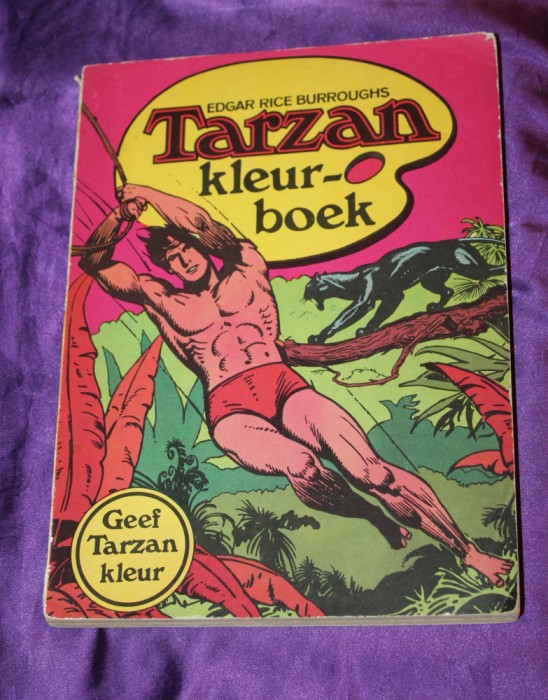 EDGAR RICE BURROUGHS
Tarzan
kleur-
boek
Geef
Tarzan
kleur